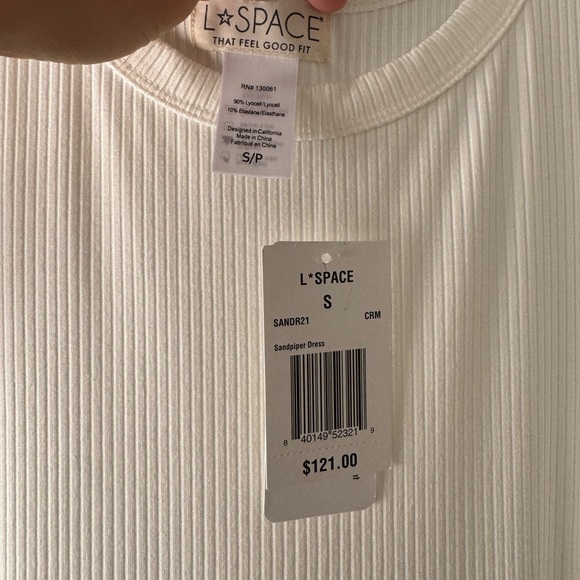 L☆SPACE®
THAT FEEL GOOD FIT
RN# 130061
90% Lyocell/Lyocell
10% Elastane/Elasthane
Designed in California
Made in China
Fabriqué en Chine
S/P
L*SPACE
S
SANDR21 CRM
Sandpiper Dress
8 40149 52321 9
$121.00